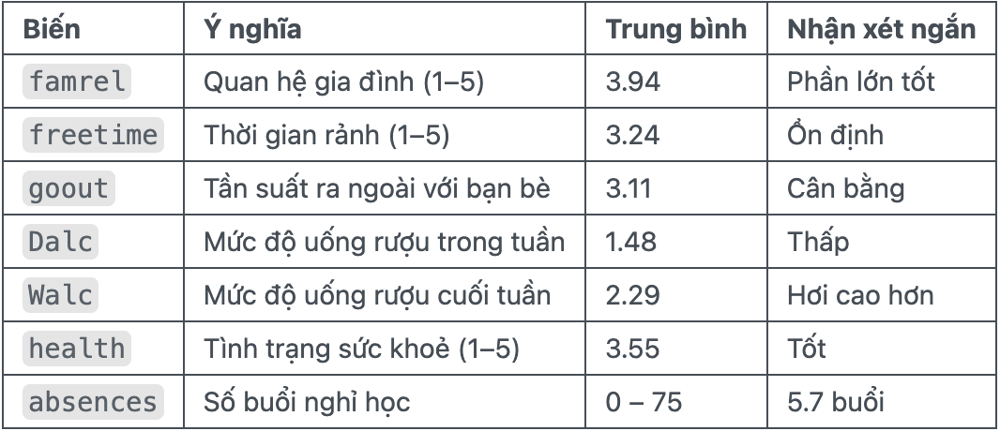 Biến Ý nghĩa Trung bình Nhận xét ngắn
famrel Quan hệ gia đình (1–5) 3.94 Phần lớn tốt
freetime Thời gian rảnh (1–5) 3.24 Ổn định
goout Tần suất ra ngoài với bạn bè 3.11 Cân bằng
Dalc Mức độ uống rượu trong tuần 1.48 Thấp
Walc Mức độ uống rượu cuối tuần 2.29 Hơi cao hơn
health Tình trạng sức khoẻ (1–5) 3.55 Tốt
absences Số buổi nghỉ học 0 – 75 5.7 buổi